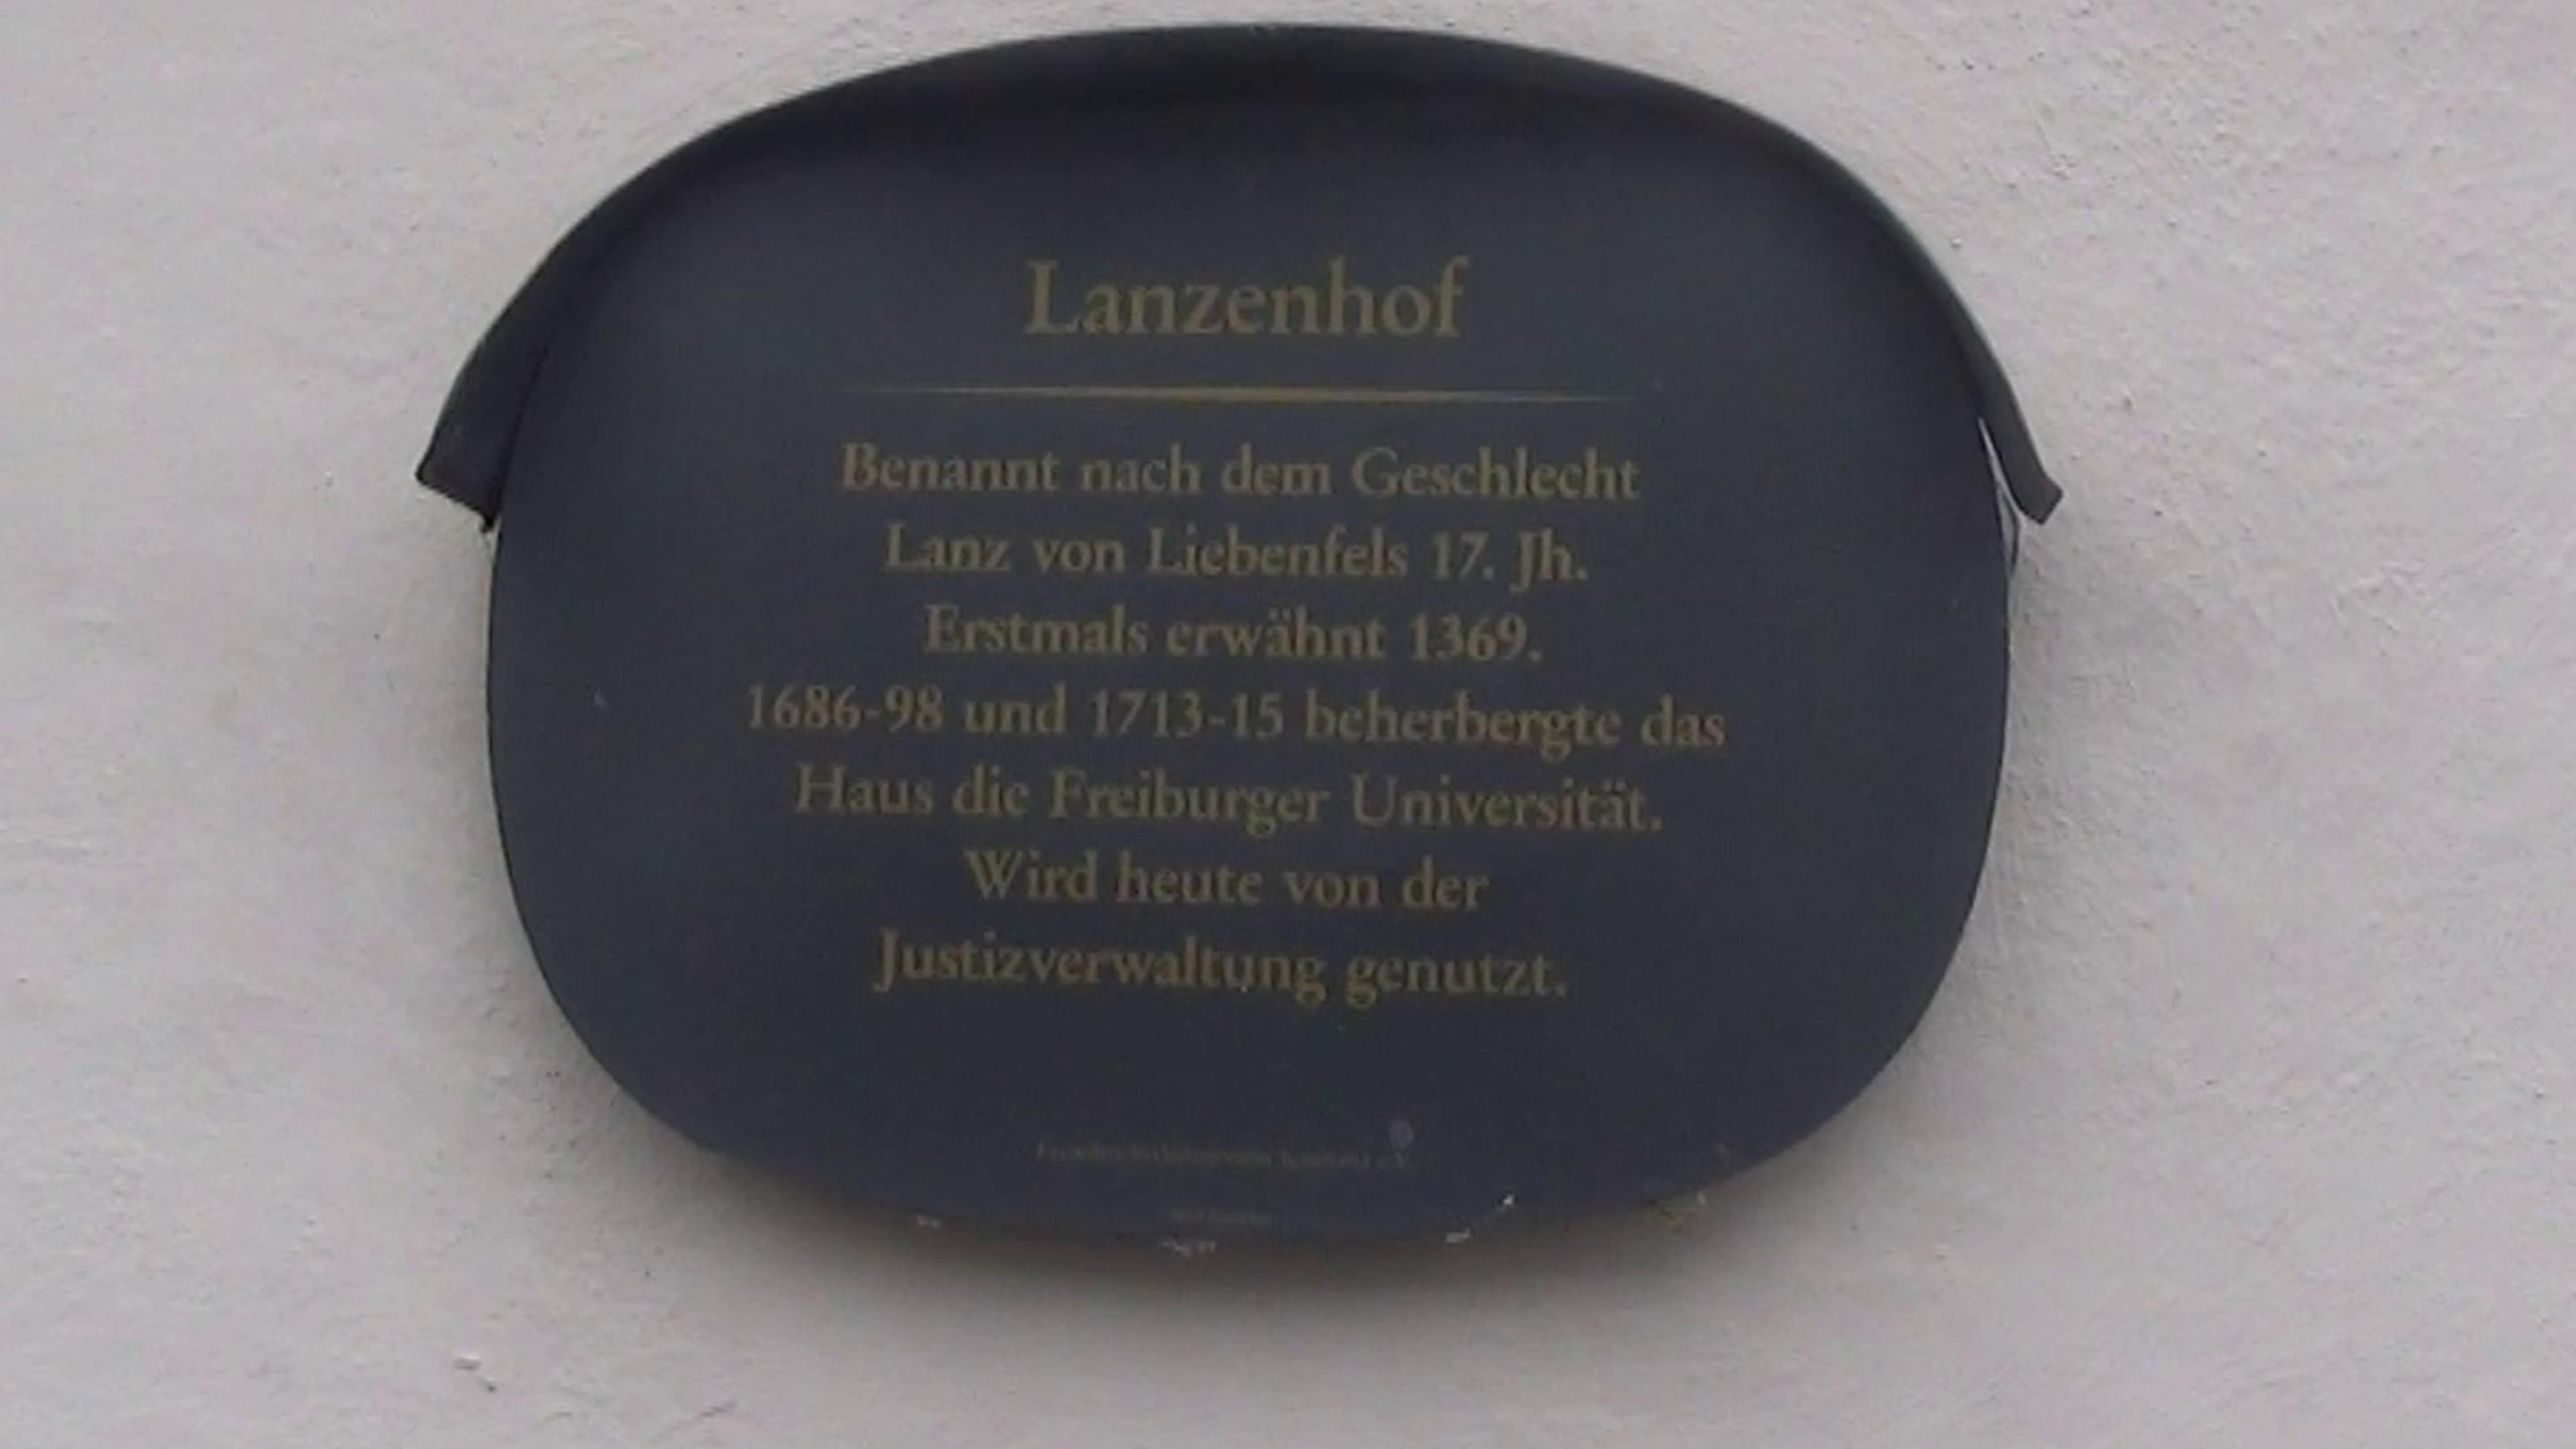 Lanzenhof
Benannt nach dem Geschlecht
Lanz von Liebenfels 17. Jh.
Erstmals erwähnt 1369.
1686-98 und 1713-15 beherbergte das
Haus die Freiburger Universität.
Wird heute von der
Justizverwaltung genutzt.